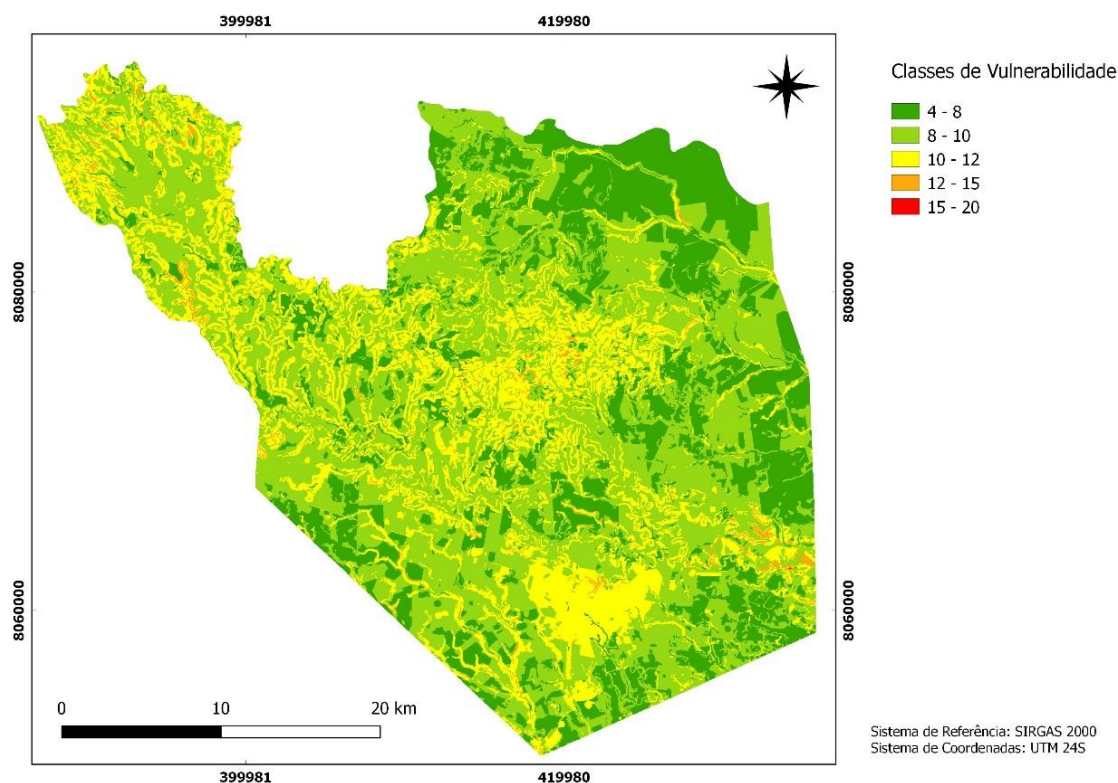 399981 419980
Classes de Vulnerabilidade
4 - 8
8 - 10
10 - 12
12 - 15
15 - 20
8080000 8080000
8060000 8060000
0 10 20 km
399981 419980
Sistema de Referência: SIRGAS 2000
Sistema de Coordenadas: UTM 24S